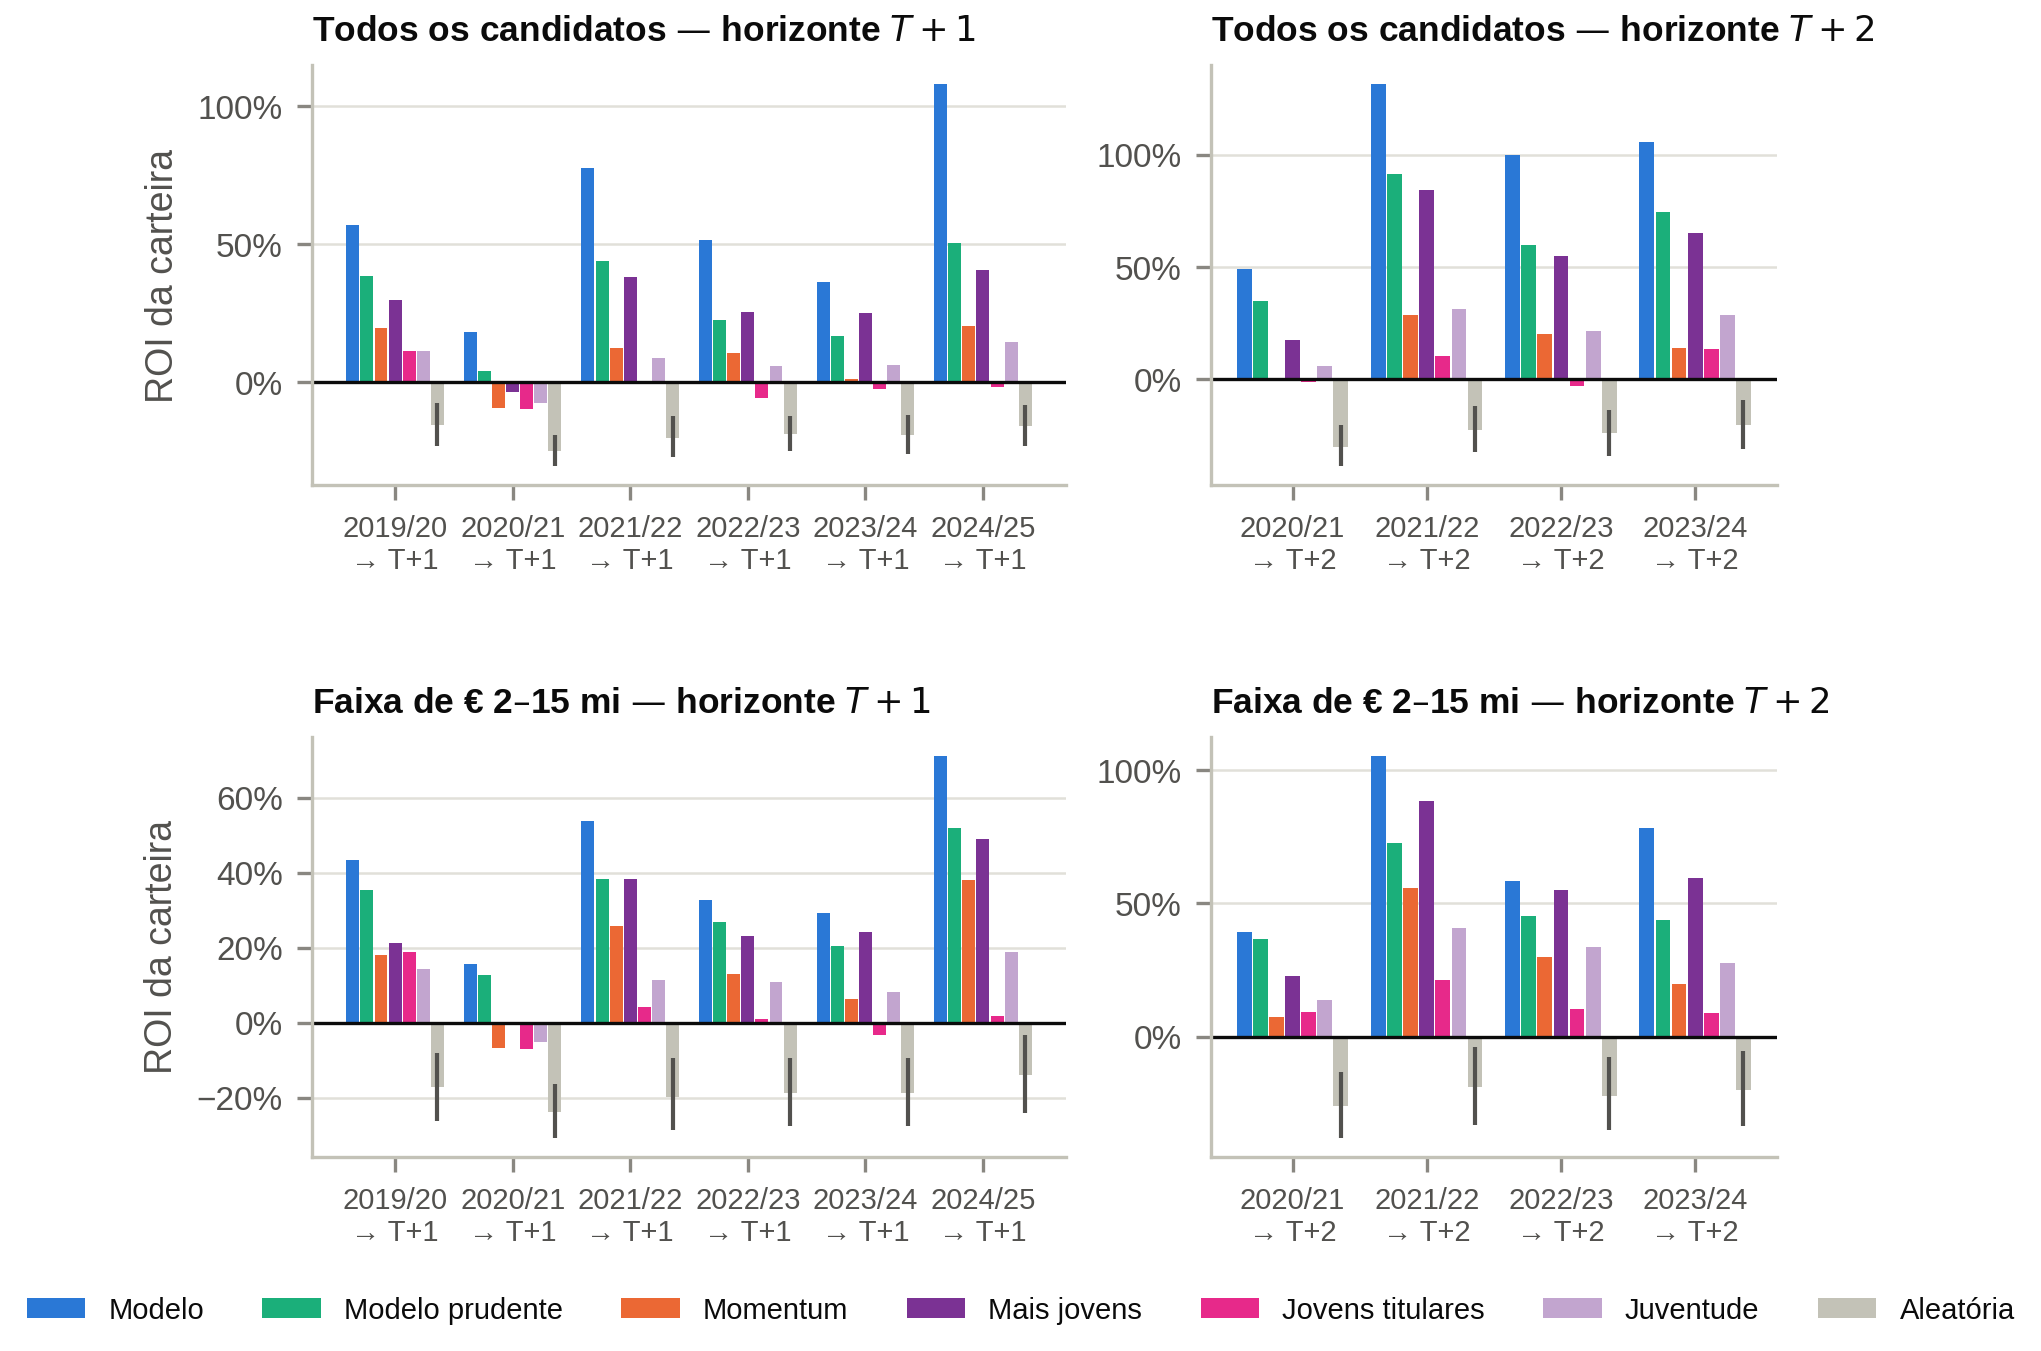 Todos os candidatos — horizonte T + 1
Todos os candidatos — horizonte T + 2
ROI da carteira
100%
50%
0%
100%
50%
0%
2019/20 2020/21 2021/22 2022/23 2023/24 2024/25
→ T+1 → T+1 → T+1 → T+1 → T+1 → T+1
2020/21 2021/22 2022/23 2023/24
→ T+2 → T+2 → T+2 → T+2
Faixa de € 2–15 mi — horizonte T + 1
Faixa de € 2–15 mi — horizonte T + 2
ROI da carteira
60%
40%
20%
0%
−20%
100%
50%
0%
2019/20 2020/21 2021/22 2022/23 2023/24 2024/25
→ T+1 → T+1 → T+1 → T+1 → T+1 → T+1
2020/21 2021/22 2022/23 2023/24
→ T+2 → T+2 → T+2 → T+2
Modelo Modelo prudente Momentum Mais jovens Jovens titulares Juventude Aleatória